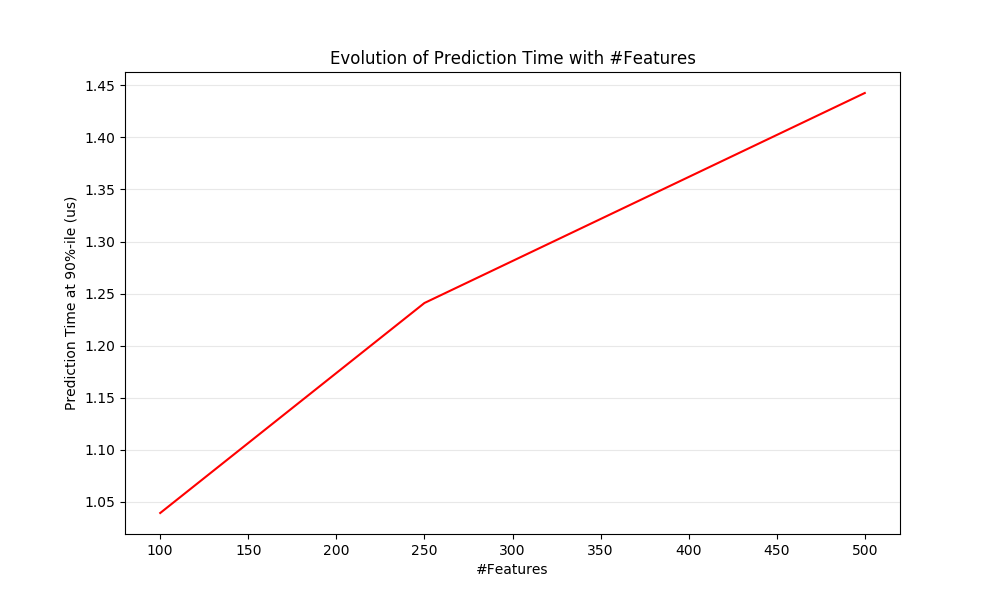 Evolution of Prediction Time with #Features
Prediction Time at 90%-ile (us)
1.45
1.40
1.35
1.30
1.25
1.20
1.15
1.10
1.05
100 150 200 250 300 350 400 450 500
#Features